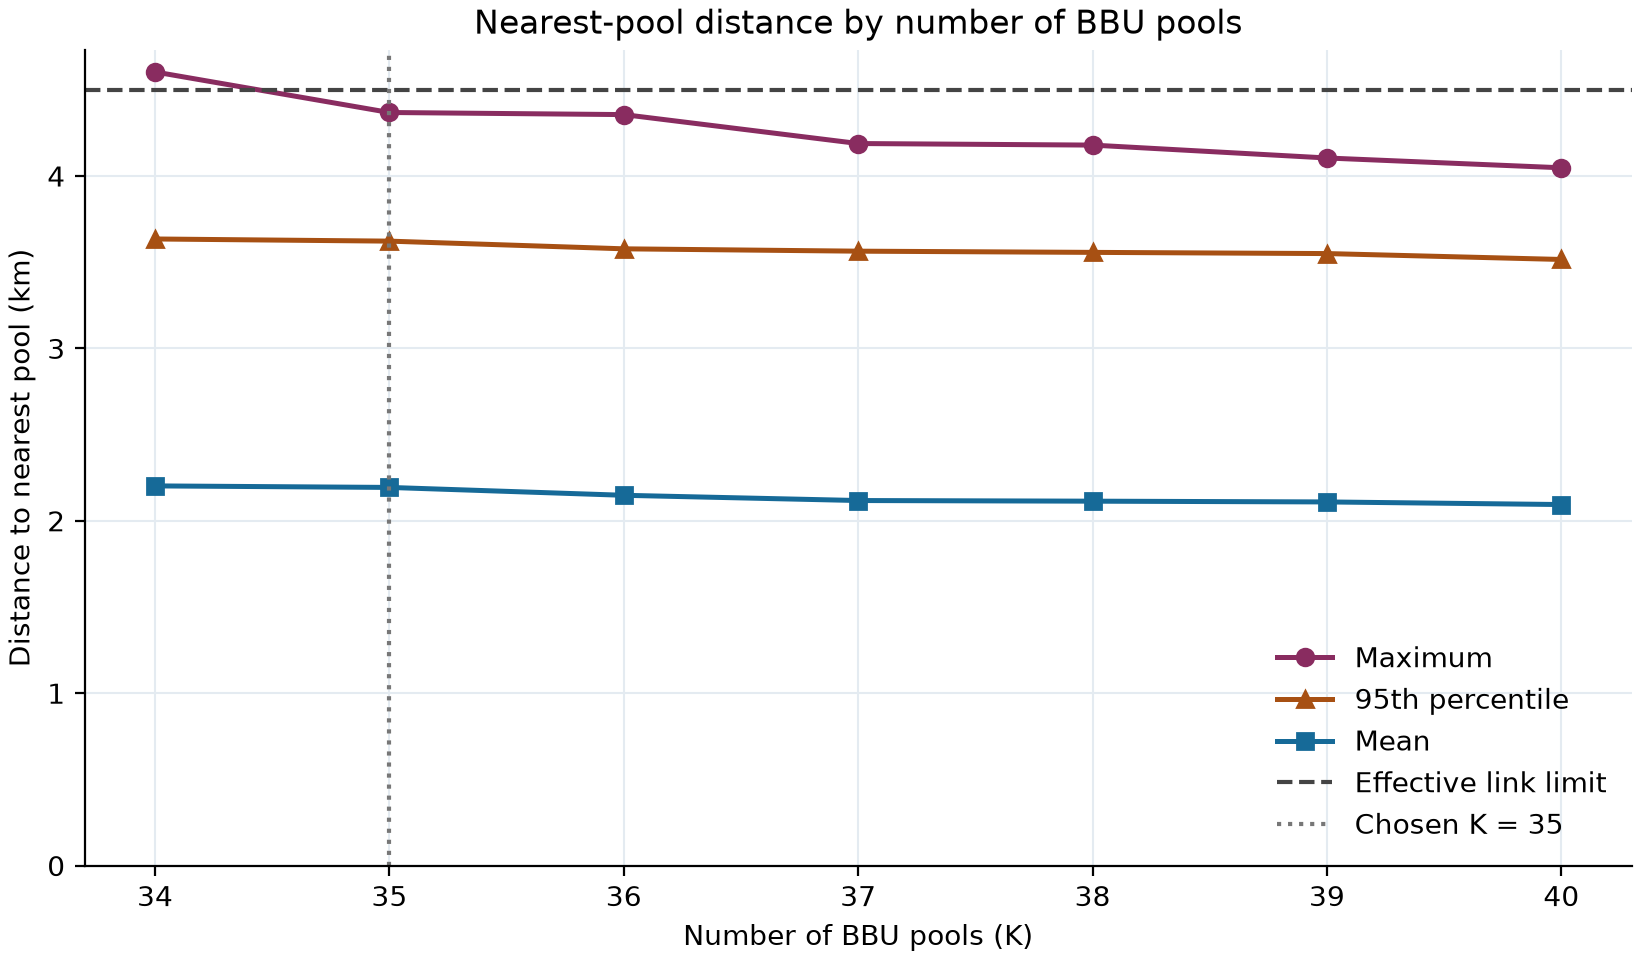 Nearest-pool distance by number of BBU pools
Distance to nearest pool (km)
4
3
2
1
0
34 35 36 37 38 39 40
Number of BBU pools (K)
Maximum
95th percentile
Mean
Effective link limit
Chosen K = 35